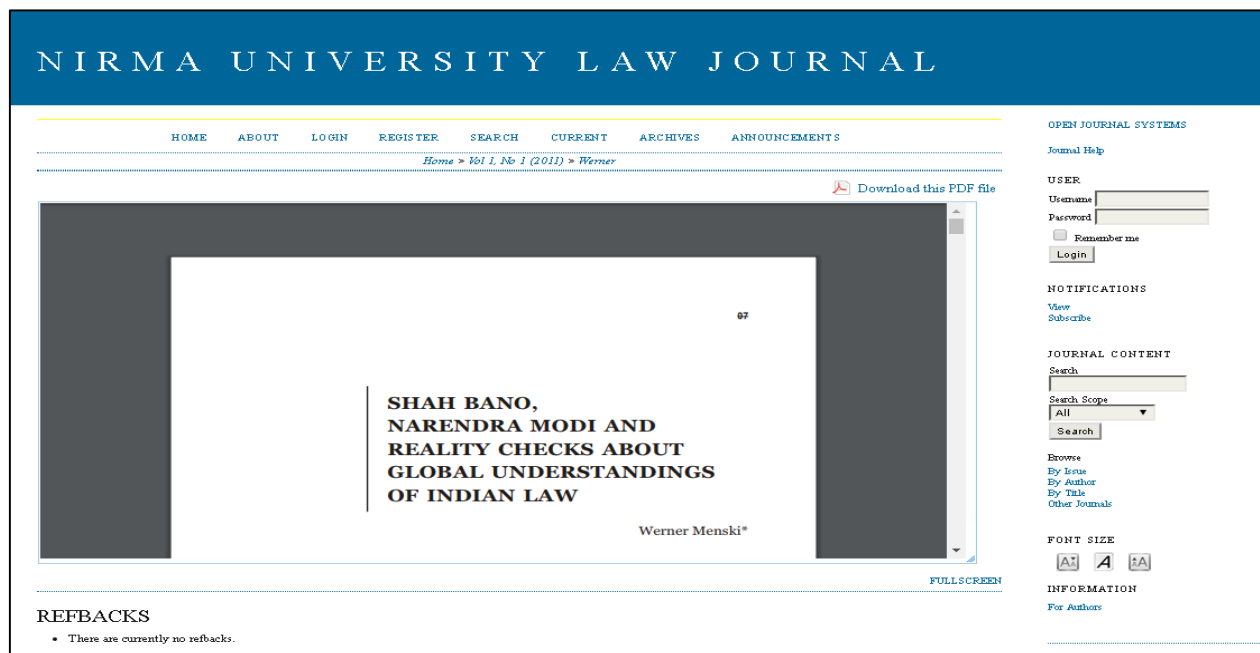 NIRMA UNIVERSITY LAW JOURNAL
HOME ABOUT LOGIN REGISTER SEARCH CURRENT ARCHIVES ANNOUNCEMENTS
Home > Vol 1, No 1 (2011) > Werner
Download this PDF file
07
SHAH BANO,
NARENDRA MODI AND
REALITY CHECKS ABOUT
GLOBAL UNDERSTANDINGS
OF INDIAN LAW
Werner Menski*
FULLSCREEN
REFBACKS
• There are currently no refbacks.
OPEN JOURNAL SYSTEMS
Journal Help
USER
Username
Password
Remember me
Login
NOTIFICATIONS
View
Subscribe
JOURNAL CONTENT
Search
Search Scope
All
Search
Browse
By Issue
By Author
By Title
Other Journals
FONT SIZE
A A A
INFORMATION
For Authors